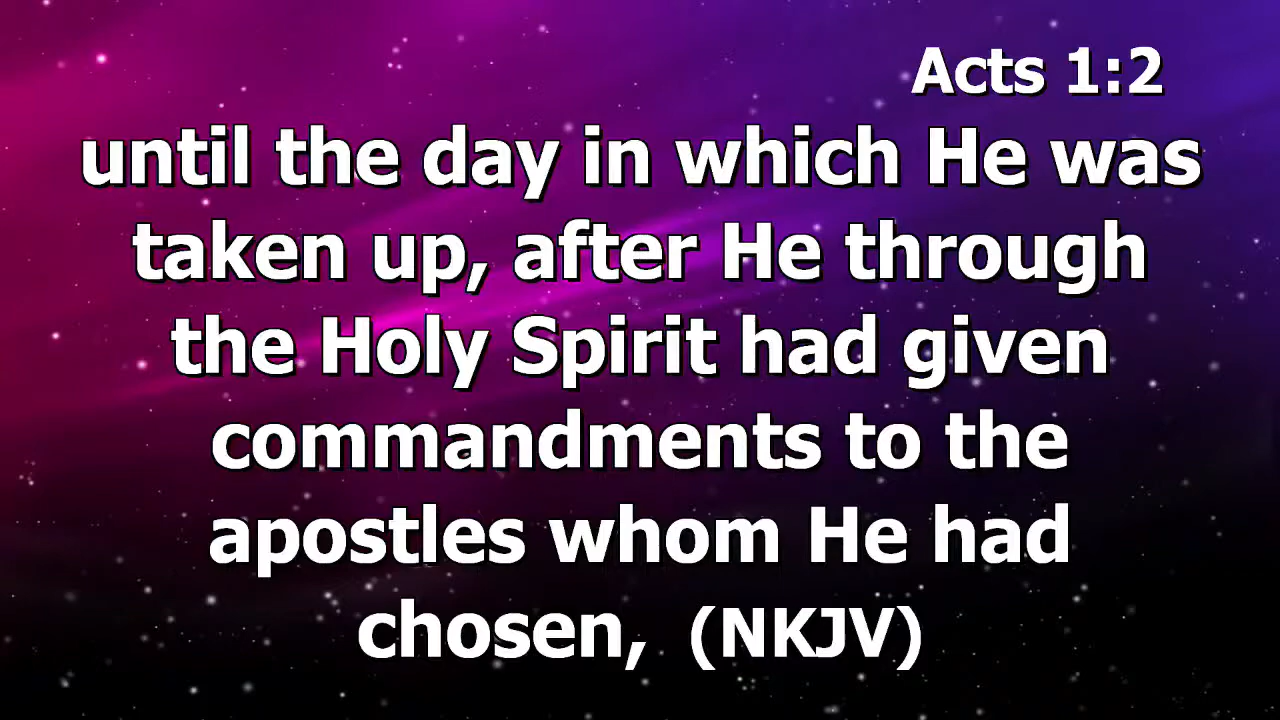 Acts 1:2
until the day in which He was
taken up, after He through
the Holy Spirit had given
commandments to the
apostles whom He had
chosen, (NKJV)